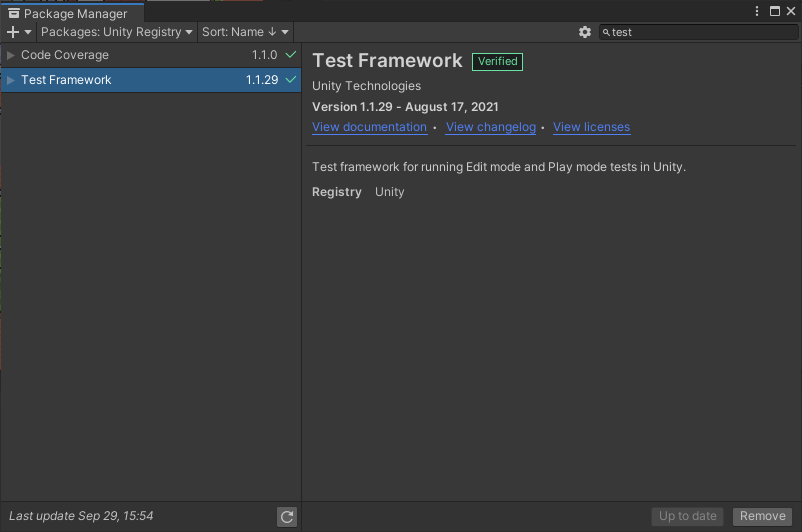 Package Manager
Packages: Unity Registry Sort: Name ↓ test
Code Coverage 1.1.0
Test Framework 1.1.29
Test Framework Verified
Unity Technologies
Version 1.1.29 - August 17, 2021
View documentation • View changelog • View licenses
Test framework for running Edit mode and Play mode tests in Unity.
Registry Unity
Last update Sep 29, 15:54
Up to date Remove